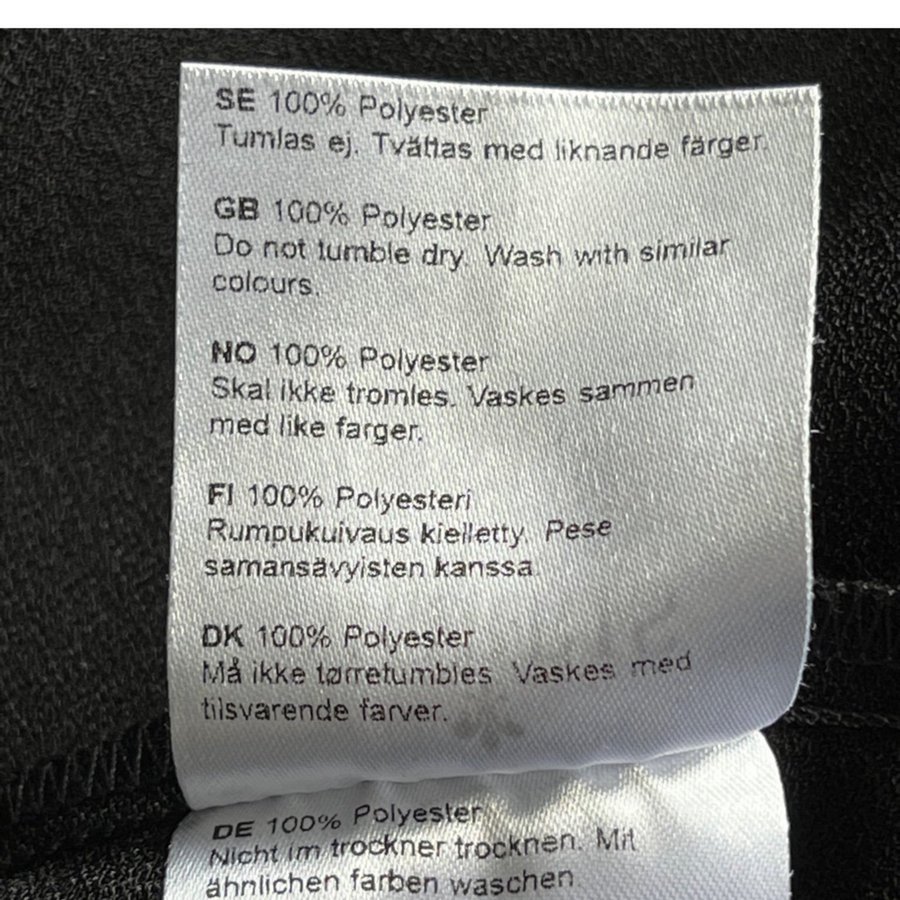 SE 100% Polyester
Tumlas ej. Tvättas med liknande färger.
GB 100% Polyester
Do not tumble dry. Wash with similar
colours.
NO 100% Polyester
Skal ikke tromles. Vaskes sammen
med like farger.
FI 100% Polyesteri
Rumpukuivaus kielletty. Pese
samansävyisten kanssa.
DK 100% Polyester
Må ikke tørretumbles. Vaskes med
tilsvarende farver.
DE 100% Polyester
Nicht im trockner trocknen. Mit
ähnlichen farben waschen.